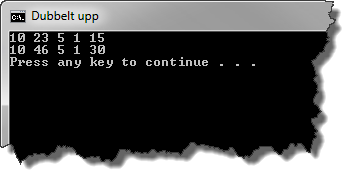 Dubbelt upp
10 23 5 1 15
10 46 5 1 30
Press any key to continue . . .